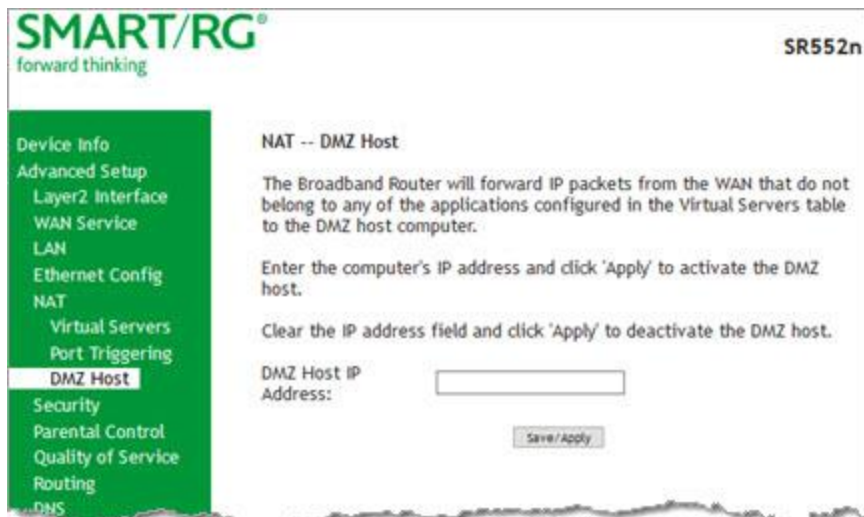 SMART/RG®
forward thinking
SR552n
Device Info
Advanced Setup
Layer2 Interface
WAN Service
LAN
Ethernet Config
NAT
Virtual Servers
Port Triggering
DMZ Host
Security
Parental Control
Quality of Service
Routing
DNS
NAT -- DMZ Host
The Broadband Router will forward IP packets from the WAN that do not
belong to any of the applications configured in the Virtual Servers table
to the DMZ host computer.
Enter the computer's IP address and click 'Apply' to activate the DMZ
host.
Clear the IP address field and click 'Apply' to deactivate the DMZ host.
DMZ Host IP
Address:
Save/Apply